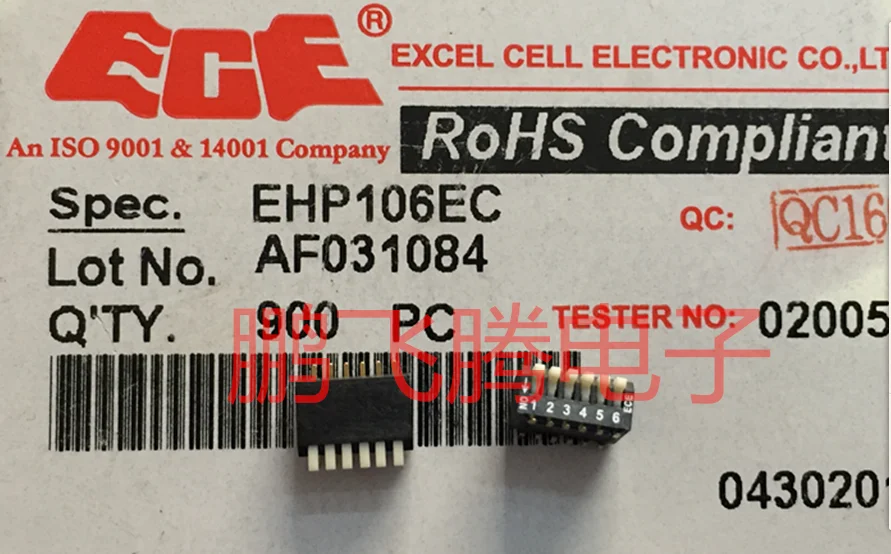 ECE®
EXCEL CELL ELECTRONIC CO.,LT
An ISO 9001 & 14001 Company
RoHS Compliant
Spec. EHP106EC
QC: QC16
Lot No. AF031084
Q'TY. 900 PC
TESTER NO: 02005
鹏飞腾电子
ON 1 2 3 4 5 6 ECE
043020